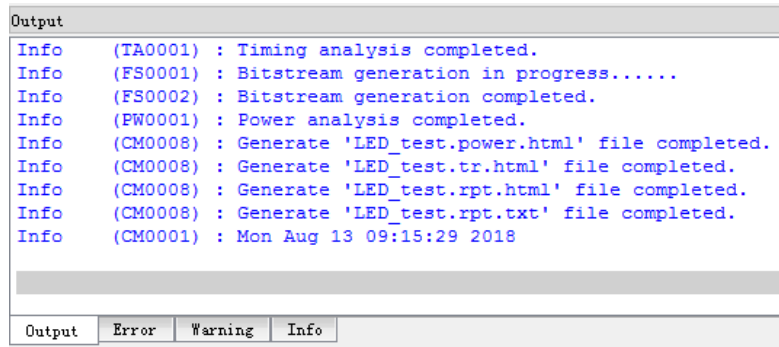 Output
Info (TA0001) : Timing analysis completed.
Info (FS0001) : Bitstream generation in progress......
Info (FS0002) : Bitstream generation completed.
Info (PW0001) : Power analysis completed.
Info (CM0008) : Generate 'LED_test.power.html' file completed.
Info (CM0008) : Generate 'LED_test.tr.html' file completed.
Info (CM0008) : Generate 'LED_test.rpt.html' file completed.
Info (CM0008) : Generate 'LED_test.rpt.txt' file completed.
Info (CM0001) : Mon Aug 13 09:15:29 2018
Output Error Warning Info